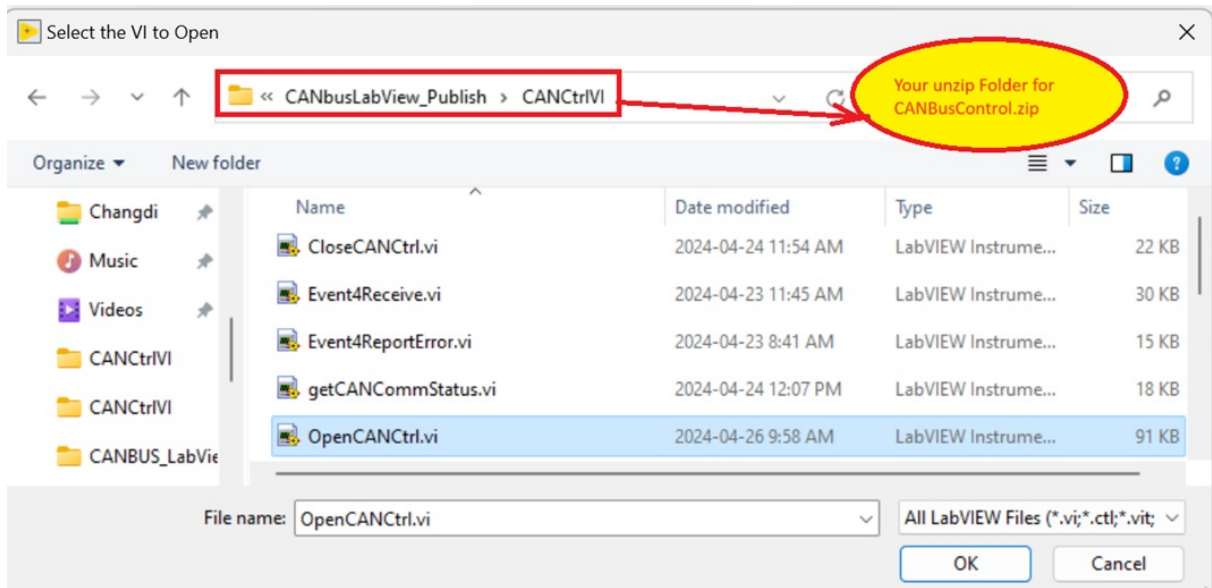 Select the VI to Open
« CANbusLabView_Publish > CANCtrlVI
Your unzip Folder for
CANBusControl.zip
Organize
New folder
Name Date modified Type Size
Changdi
Music
Videos
CANCtrlVI
CANCtrlVI
CANBUS_LabVie
CloseCANCtrl.vi 2024-04-24 11:54 AM LabVIEW Instrume... 22 KB
Event4Receive.vi 2024-04-23 11:45 AM LabVIEW Instrume... 30 KB
Event4ReportError.vi 2024-04-23 8:41 AM LabVIEW Instrume... 15 KB
getCANCommStatus.vi 2024-04-24 12:07 PM LabVIEW Instrume... 18 KB
OpenCANCtrl.vi 2024-04-26 9:58 AM LabVIEW Instrume... 91 KB
File name: OpenCANCtrl.vi All LabVIEW Files (*.vi;*.ctl;*.vit;
OK Cancel